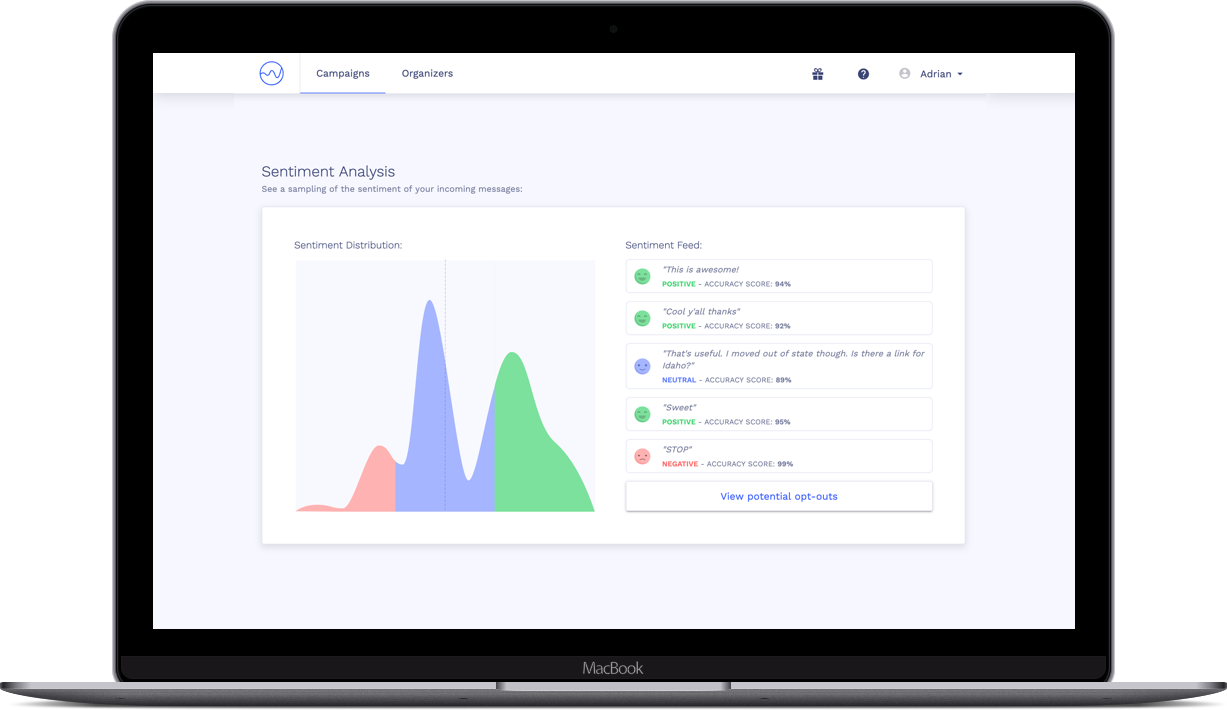 Campaigns
Organizers
?
Adrian
Sentiment Analysis
See a sampling of the sentiment of your incoming messages:
Sentiment Distribution:
Sentiment Feed:
"This is awesome!
POSITIVE - ACCURACY SCORE: 94%
"Cool y'all thanks"
POSITIVE - ACCURACY SCORE: 92%
"That's useful. I moved out of state though. Is there a link for
Idaho?"
NEUTRAL - ACCURACY SCORE: 89%
"Sweet"
POSITIVE - ACCURACY SCORE: 95%
"STOP"
NEGATIVE - ACCURACY SCORE: 99%
View potential opt-outs
MacBook